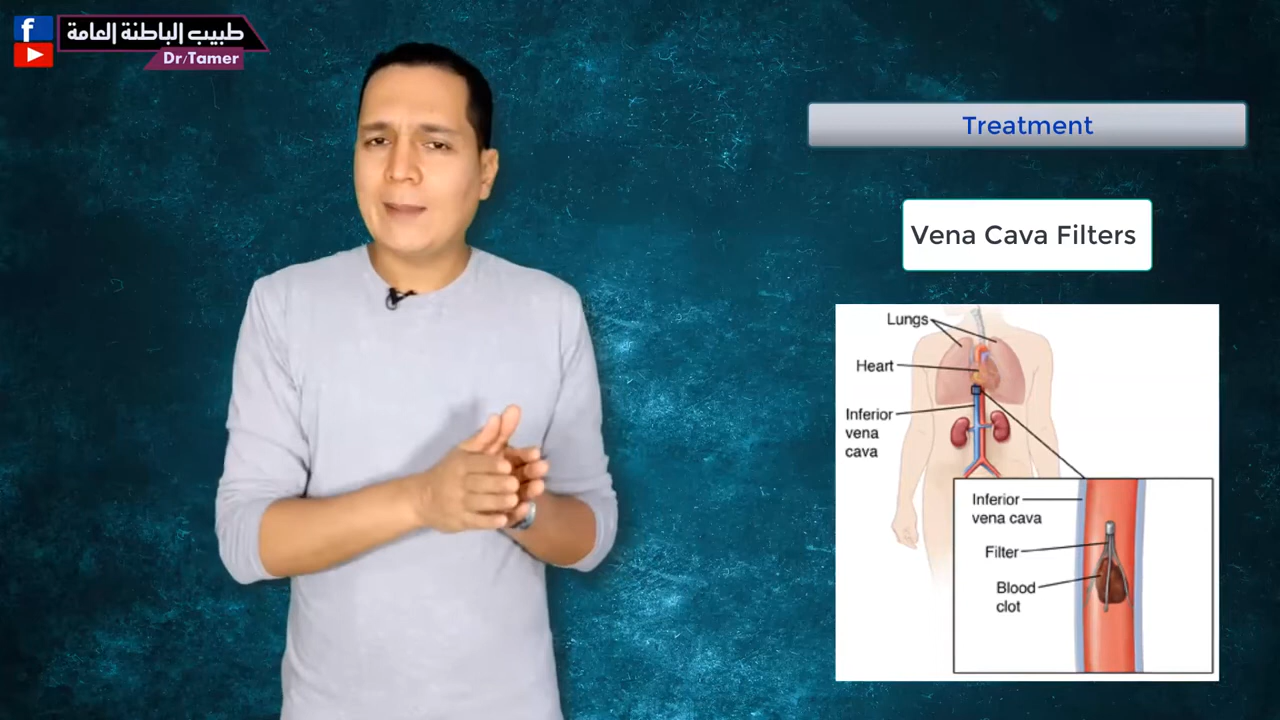 f
طبيب الباطنة العامة
Dr/Tamer
Treatment
Vena Cava Filters
Lungs
Heart
Inferior
vena
cava
Inferior
vena cava
Filter
Blood
clot